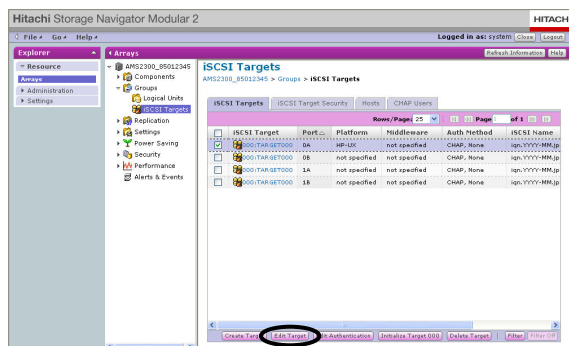 Hitachi Storage Navigator Modular 2
HITACH
File Go Help
Logged in as: system Close Logout
Explorer
Arrays
Refresh Information Help
Resource
Arrays
Administration
Settings
AMS2300_85012345
Components
Groups
Logical Units
iSCSI Targets
Replication
Settings
Power Saving
Security
Performance
Alerts & Events
iSCSI Targets
AMS2300_85012345 > Groups > iSCSI Targets
iSCSI Targets iSCSI Target Security Hosts CHAP Users
Rows/Page: 25 Page of 1
iSCSI Target Port Platform Middleware Auth Method iSCSI Name
000:TARGET000 0A HP-UX not specified CHAP, None iqn.YYYY-MM.jp
000:TARGET000 0B not specified not specified CHAP, None iqn.YYYY-MM.jp
000:TARGET000 1A not specified not specified CHAP, None iqn.YYYY-MM.jp
000:TARGET000 1B not specified not specified CHAP, None iqn.YYYY-MM.jp
Create Targ Edit Target dit Authentication Initialize Target 000 Delete Target Filter Filter Off